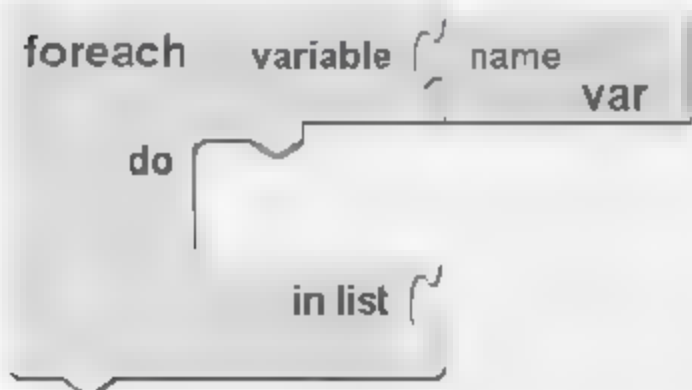 foreach variable name
var
do
in list